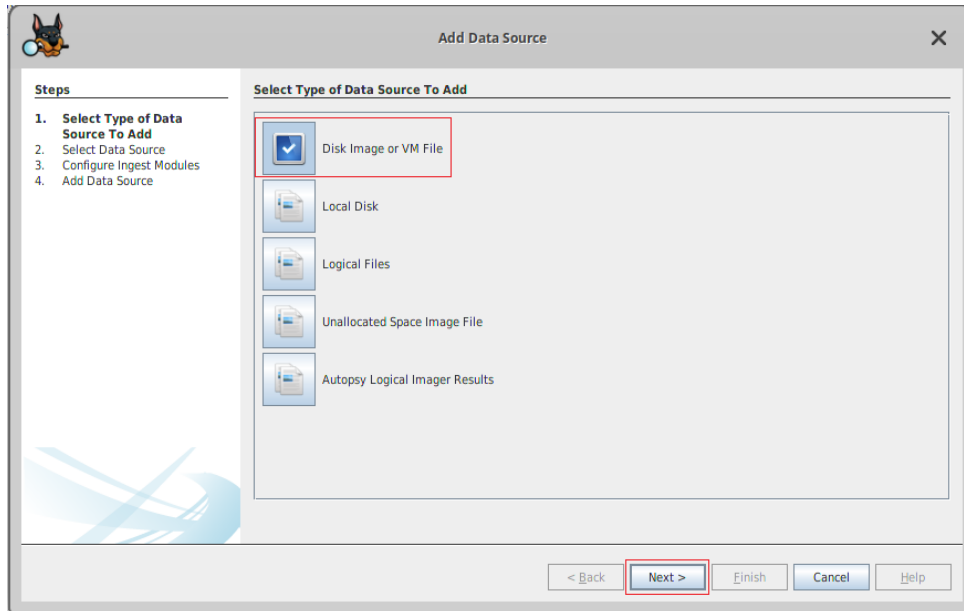 Add Data Source
Steps
1. Select Type of Data
Source To Add
2. Select Data Source
3. Configure Ingest Modules
4. Add Data Source
Select Type of Data Source To Add
Disk Image or VM File
Local Disk
Logical Files
Unallocated Space Image File
Autopsy Logical Imager Results
< Back
Next >
Finish
Cancel
Help